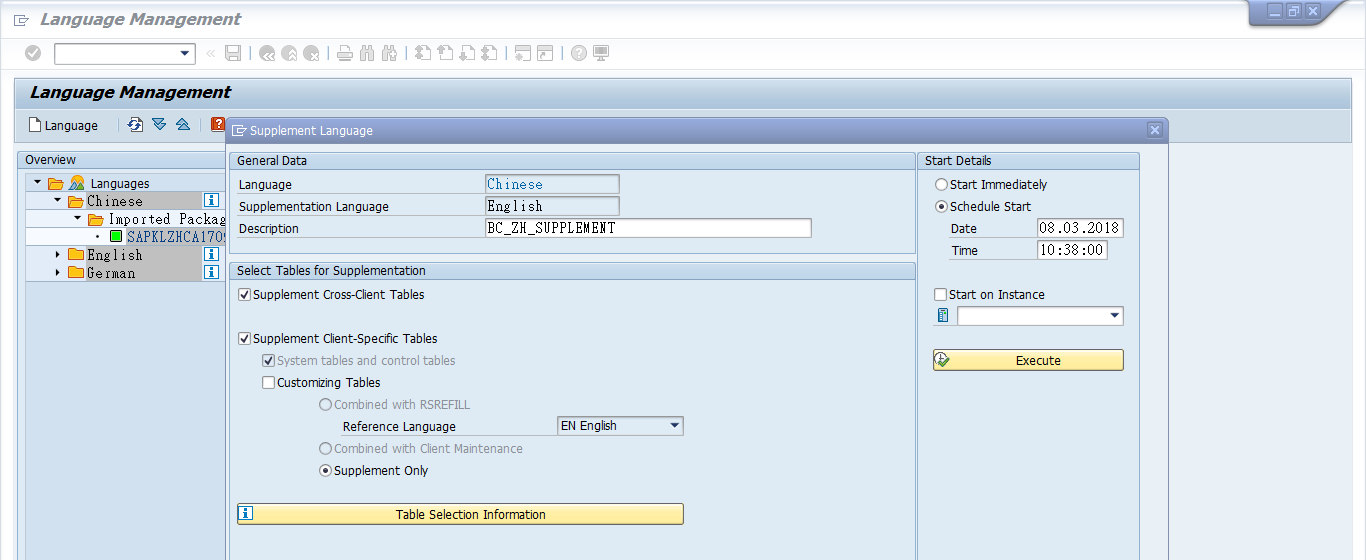 Language Management
Language Management
Language
Supplement Language
Overview
Languages
Chinese
Imported Packag
SAPKLZHCA1709
English
German
General Data
Language Chinese
Supplementation Language English
Description BC_ZH_SUPPLEMENT
Select Tables for Supplementation
Supplement Cross-Client Tables
Supplement Client-Specific Tables
System tables and control tables
Customizing Tables
Combined with RSREFILL
Reference Language EN English
Combined with Client Maintenance
Supplement Only
Table Selection Information
Start Details
Start Immediately
Schedule Start
Date 08.03.2018
Time 10:38:00
Start on Instance
Execute